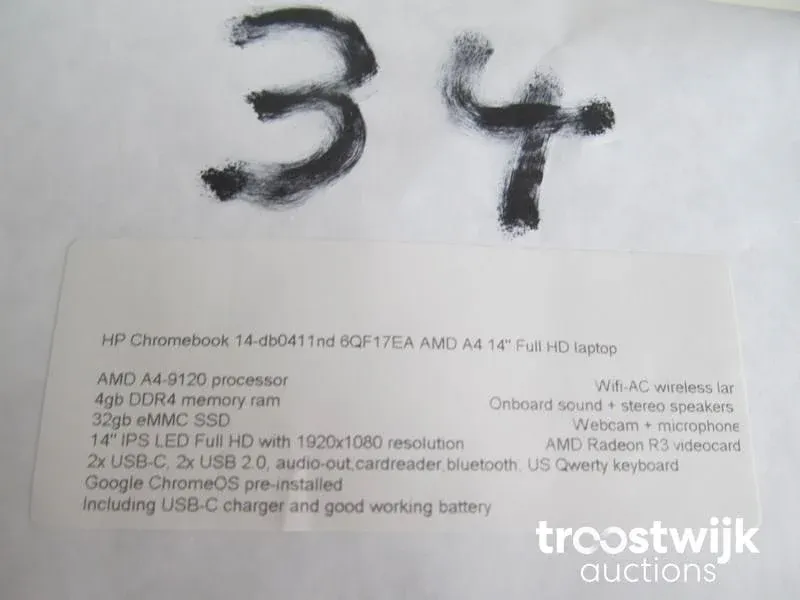 34
HP Chromebook 14-db0411nd 6QF17EA AMD A4 14" Full HD laptop
AMD A4-9120 processor
4gb DDR4 memory ram
32gb eMMC SSD
14" IPS LED Full HD with 1920x1080 resolution
2x USB-C, 2x USB 2.0, audio-out,cardreader,bluetooth, US Qwerty keyboard
Google ChromeOS pre-installed
Including USB-C charger and good working battery
Wifi-AC wireless lar
Onboard sound + stereo speakers
Webcam + microphone
AMD Radeon R3 videocard
troostwijk
auctions